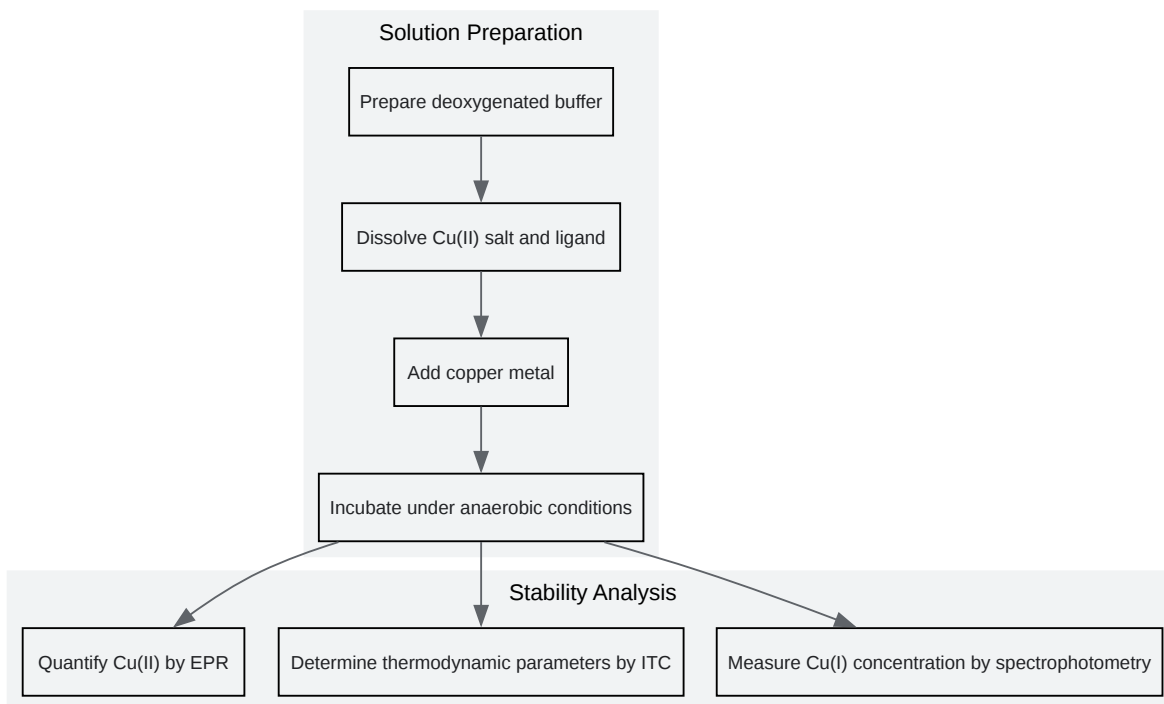 Solution Preparation
Prepare deoxygenated buffer
Dissolve Cu(II) salt and ligand
Add copper metal
Incubate under anaerobic conditions
Stability Analysis
Quantify Cu(II) by EPR
Determine thermodynamic parameters by ITC
Measure Cu(I) concentration by spectrophotometry